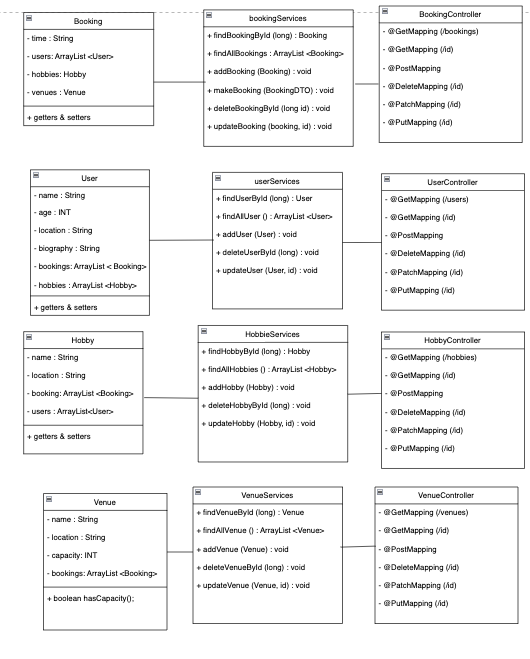 Booking
- time : String
- users: ArrayList <User>
- hobbies: Hobby
- venues : Venue
+ getters & setters
bookingServices
+ findBookingById (long) : Booking
+ findAllBookings : ArrayList <Booking>
+ addBooking (Booking) : void
+ makeBooking (BookingDTO) : void
+ deleteBookingById (long id) : void
+ updateBooking (booking, id) : void
BookingController
- @GetMapping (/bookings)
- @GetMapping (/id)
- @PostMapping
- @DeleteMapping (/id)
- @PatchMapping (/id)
- @PutMapping (/id)
User
- name : String
- age : INT
- location : String
- biography : String
- bookings: ArrayList < Booking>
- hobbies : ArrayList <Hobby>
+ getters & setters
userServices
+ findUserById (long) : User
+ findAllUser () : ArrayList <User>
+ addUser (User) : void
+ deleteUserById (long) : void
+ updateUser (User, id) : void
UserController
- @GetMapping (/users)
- @GetMapping (/id)
- @PostMapping
- @DeleteMapping (/id)
- @PatchMapping (/id)
- @PutMapping (/id)
Hobby
- name : String
- location : String
- booking: ArrayList <Booking>
- users : ArrayList<User>
+ getters & setters
HobbieServices
+ findHobbyById (long) : Hobby
+ findAllHobbies () : ArrayList <Hobby>
+ addHobby (Hobby) : void
+ deleteHobbyById (long) : void
+ updateHobby (Hobby, id) : void
HobbyController
- @GetMapping (/hobbies)
- @GetMapping (/id)
- @PostMapping
- @DeleteMapping (/id)
- @PatchMapping (/id)
- @PutMapping (/id)
Venue
- name : String
- location : String
- capacity: INT
- bookings: ArrayList <Booking>
+ boolean hasCapacity();
VenueServices
+ findVenueById (long) : Venue
+ findAllVenue () : ArrayList <Venue>
+ addVenue (Venue) : void
+ deleteVenueById (long) : void
+ updateVenue (Venue, id) : void
VenueController
- @GetMapping (/venues)
- @GetMapping (/id)
- @PostMapping
- @DeleteMapping (/id)
- @PatchMapping (/id)
- @PutMapping (/id)